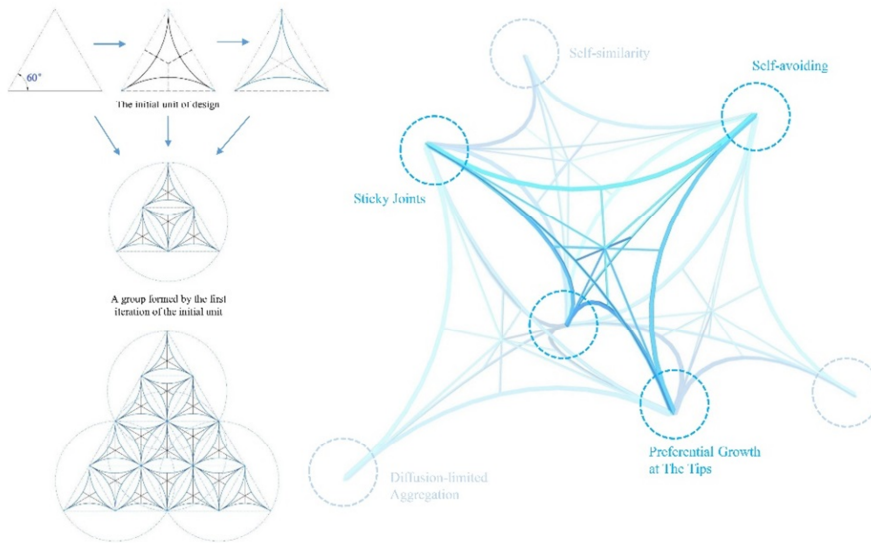 60°
The initial unit of design
A group formed by the first
iteration of the initial unit
Self-similarity
Self-avoiding
Sticky Joints
Preferential Growth
at The Tips
Diffusion-limited
Aggregation